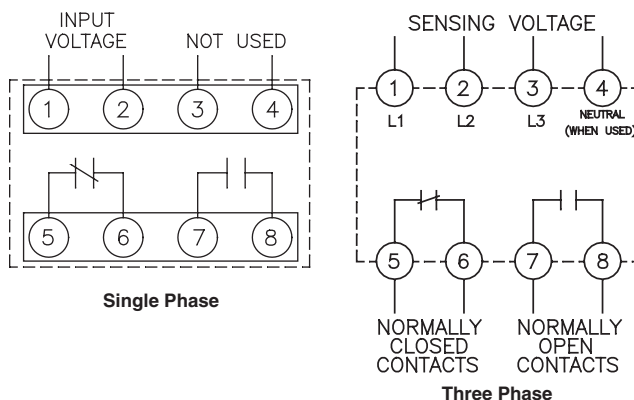 INPUT
VOLTAGE
NOT USED
1 2 3 4
5 6 7 8
Single Phase
SENSING VOLTAGE
1 2 3 4
L1 L2 L3 NEUTRAL
(WHEN USED)
5 6 7 8
NORMALLY
CLOSED
CONTACTS
NORMALLY
OPEN
CONTACTS
Three Phase